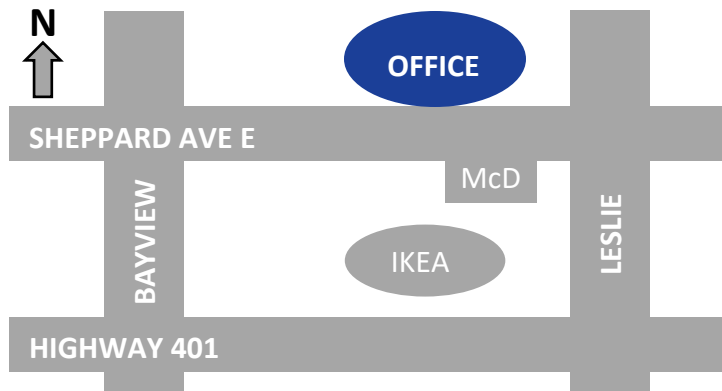 N
OFFICE
SHEPPARD AVE E
McD
BAYVIEW
LESLIE
IKEA
HIGHWAY 401